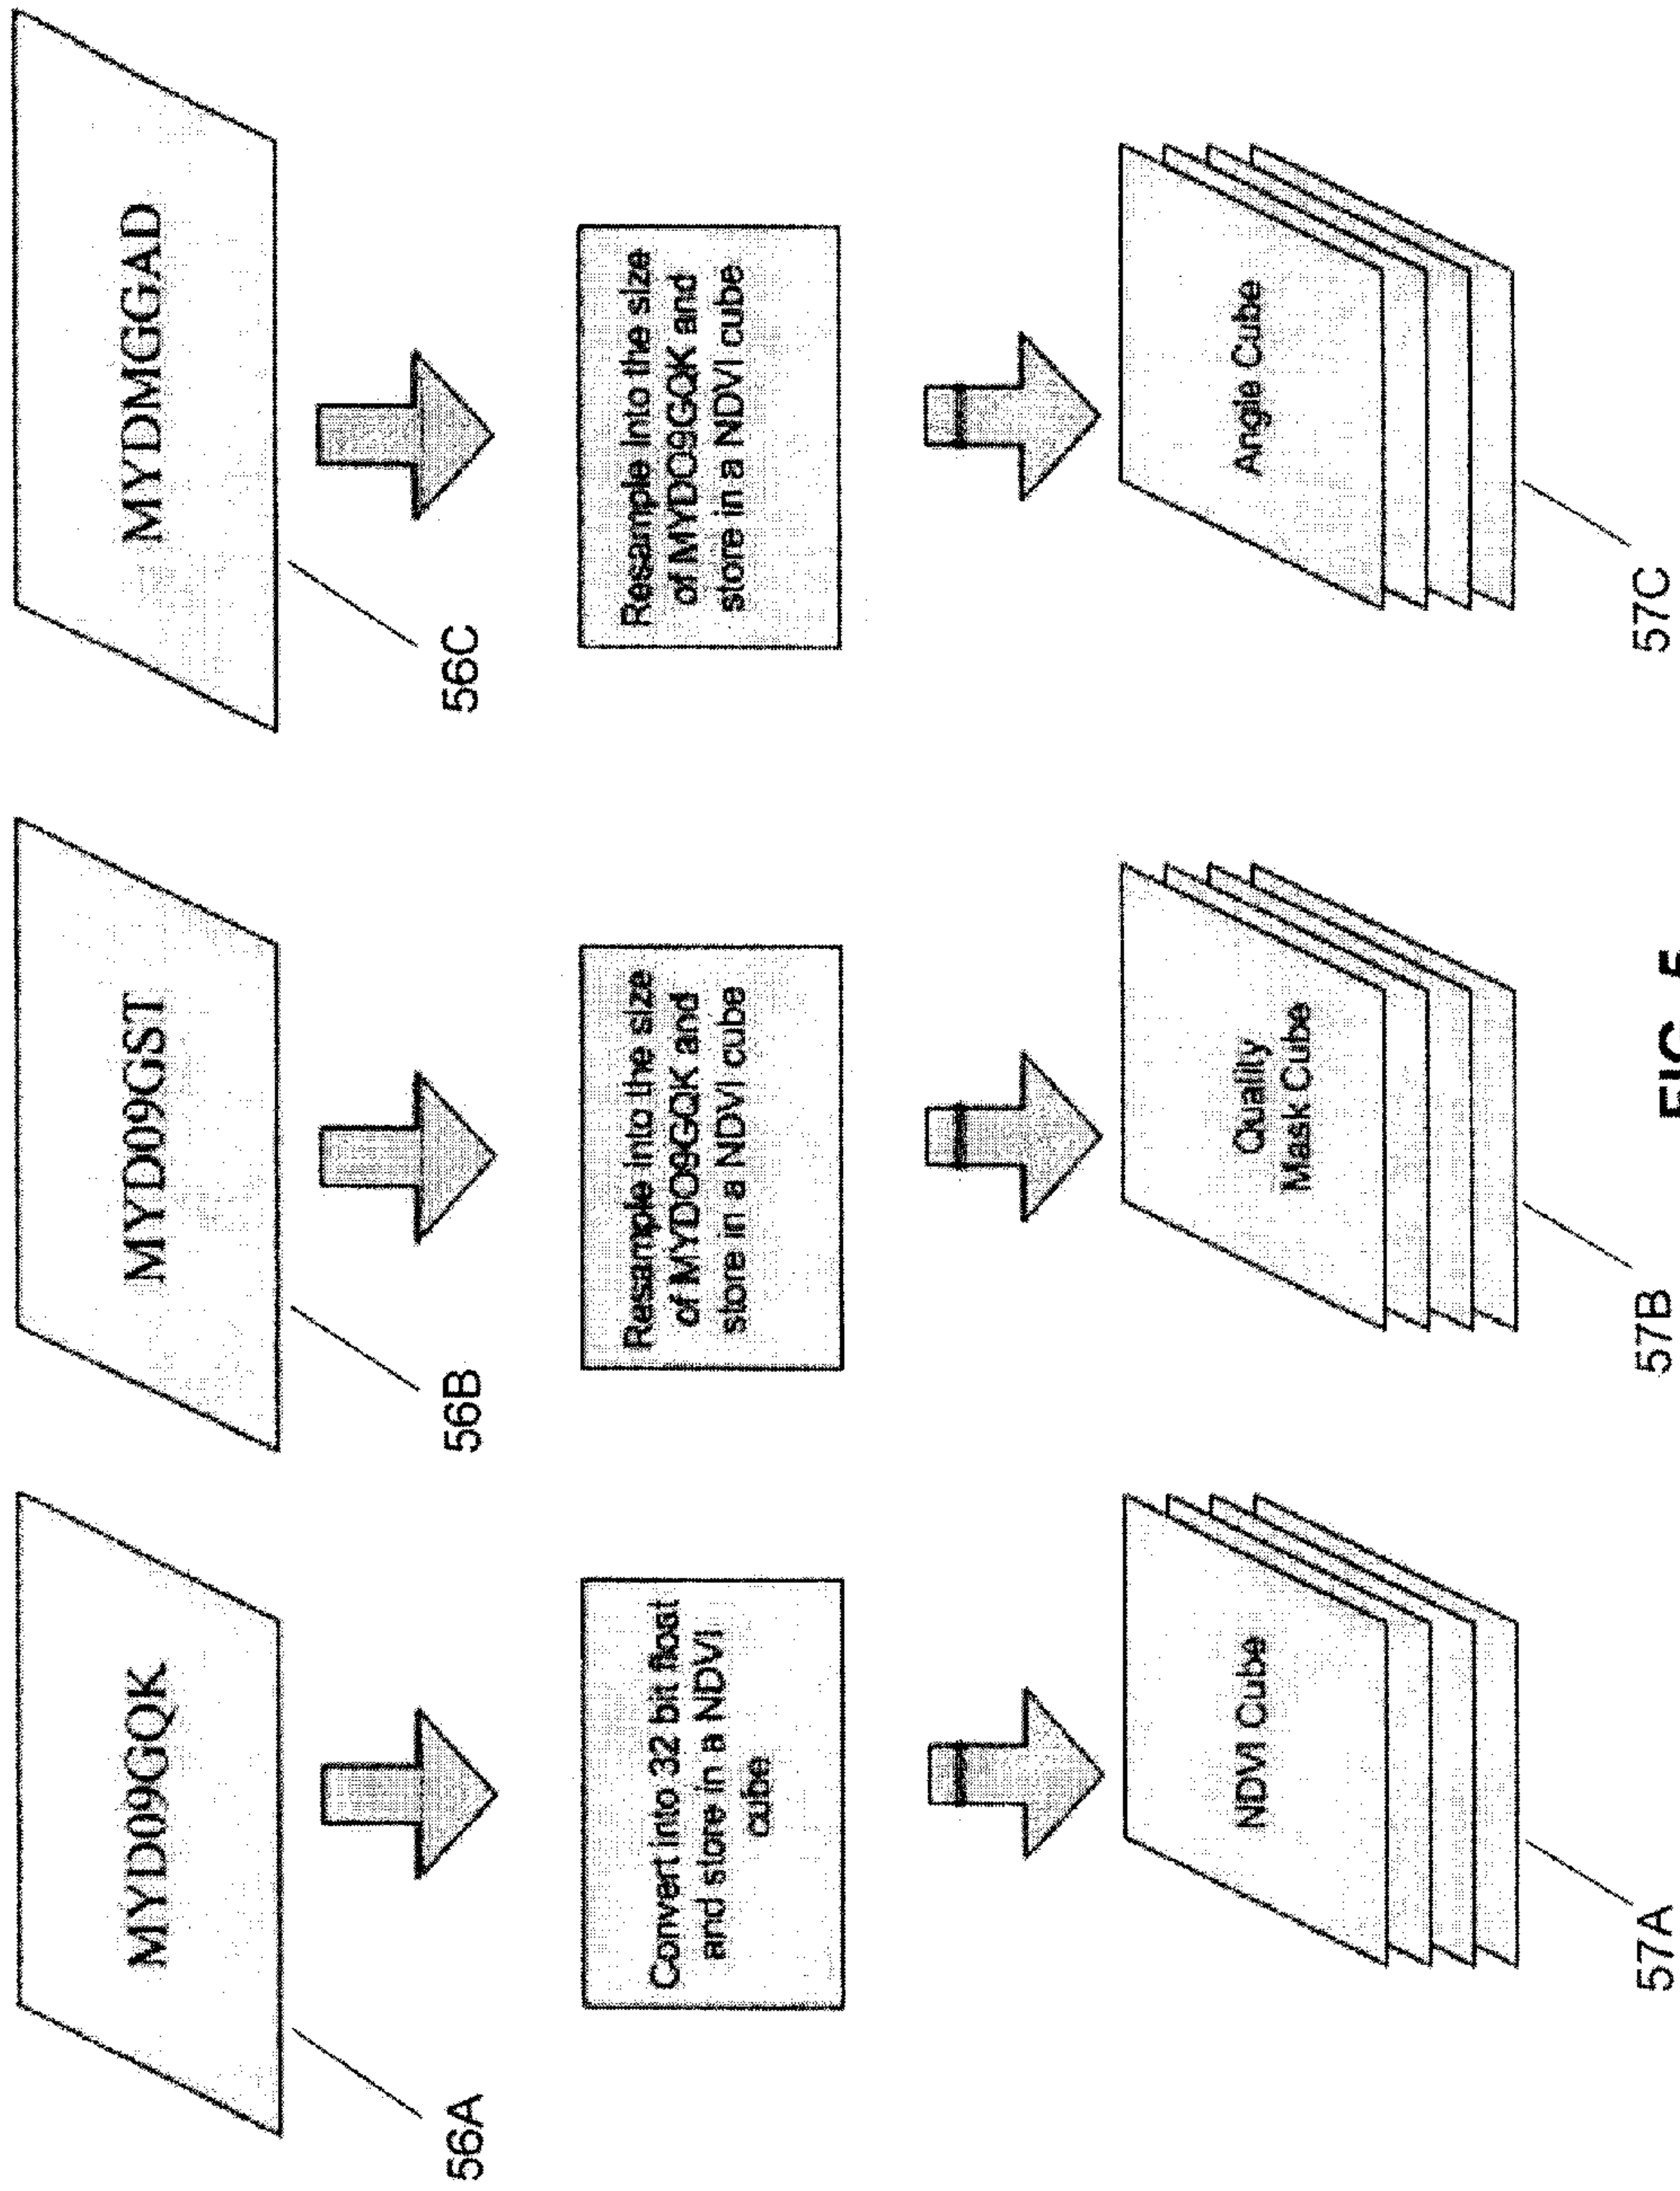 MYD09GQK
MYD09GST
MYDMGGAD
56A
56B
56C
Convert into 32 bit float
and store in a NDVI
cube
Resample into the size
of MYDO9GQK and
store in a NDVI cube
Resample into the size
of MYDO9GQK and
store in a NDVI cube
NDVI Cube
Quality
Mask Cube
Angle Cube
57A
57B
57C
FIG. 5